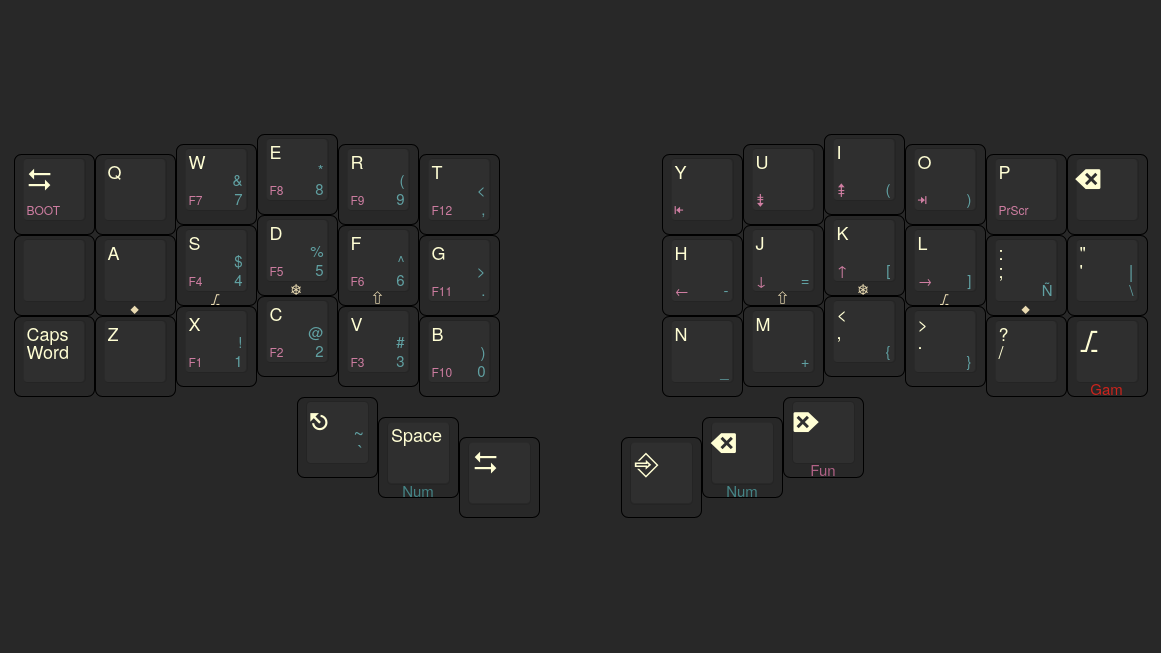 BOOT
Q
W & F7 7
E * F8 8
R ( F9 9
T < F12 ,
Y
U
I (
O )
P PrScr
A
S $ F4 4
D % F5 5
F ^ F6 6
G > F11 .
H -
J =
K [
L ]
: ; Ñ
" ' | \
Caps
Word
Z
X ! F1 1
C @ F2 2
V # F3 3
B ) F10 0
N _
M +
< , {
> . }
? /
Gam
~ `
Space
Num
Num
Fun